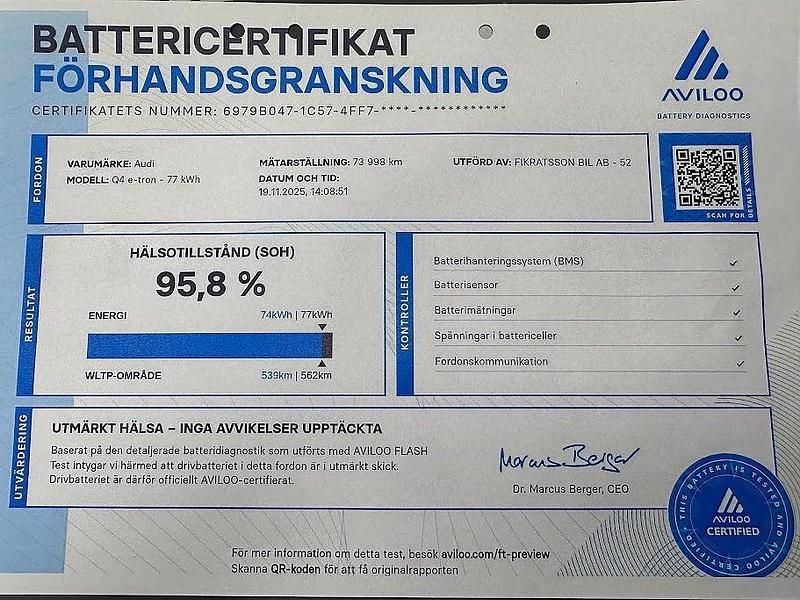 BATTERICERTIFIKAT
FÖRHANDSGRANSKNING
CERTIFIKATETS NUMMER: 6979B047-1C57-4FF7-****-************
AVILOO
BATTERY DIAGNOSTICS
FORDON
VARUMÄRKE: Audi
MODELL: Q4 e-tron - 77 kWh
MÄTARSTÄLLNING: 73 998 km
DATUM OCH TID:
19.11.2025, 14:08:51
UTFÖRD AV: FIKRATSSON BIL AB - 52
SCAN FOR DETAILS
RESULTAT
HÄLSOTILLSTÅND (SOH)
95,8 %
ENERGI 74kWh | 77kWh
WLTP-OMRÅDE 539km | 562km
KONTROLLER
Batterihanteringssystem (BMS)
Batterisensor
Batterimätningar
Spänningar i battericeller
Fordonskommunikation
UTVÄRDERING
UTMÄRKT HÄLSA – INGA AVVIKELSER UPPTÄCKTA
Baserat på den detaljerade batteridiagnostik som utförts med AVILOO FLASH
Test intygar vi härmed att drivbatteriet i detta fordon är i utmärkt skick.
Drivbatteriet är därför officiellt AVILOO-certifierat.
Marcus Berger
Dr. Marcus Berger, CEO
THIS BATTERY IS TESTED AND AVILOO CERTIFIED
AVILOO
CERTIFIED
För mer information om detta test, besök aviloo.com/ft-preview
Skanna QR-koden för att få originalrapporten